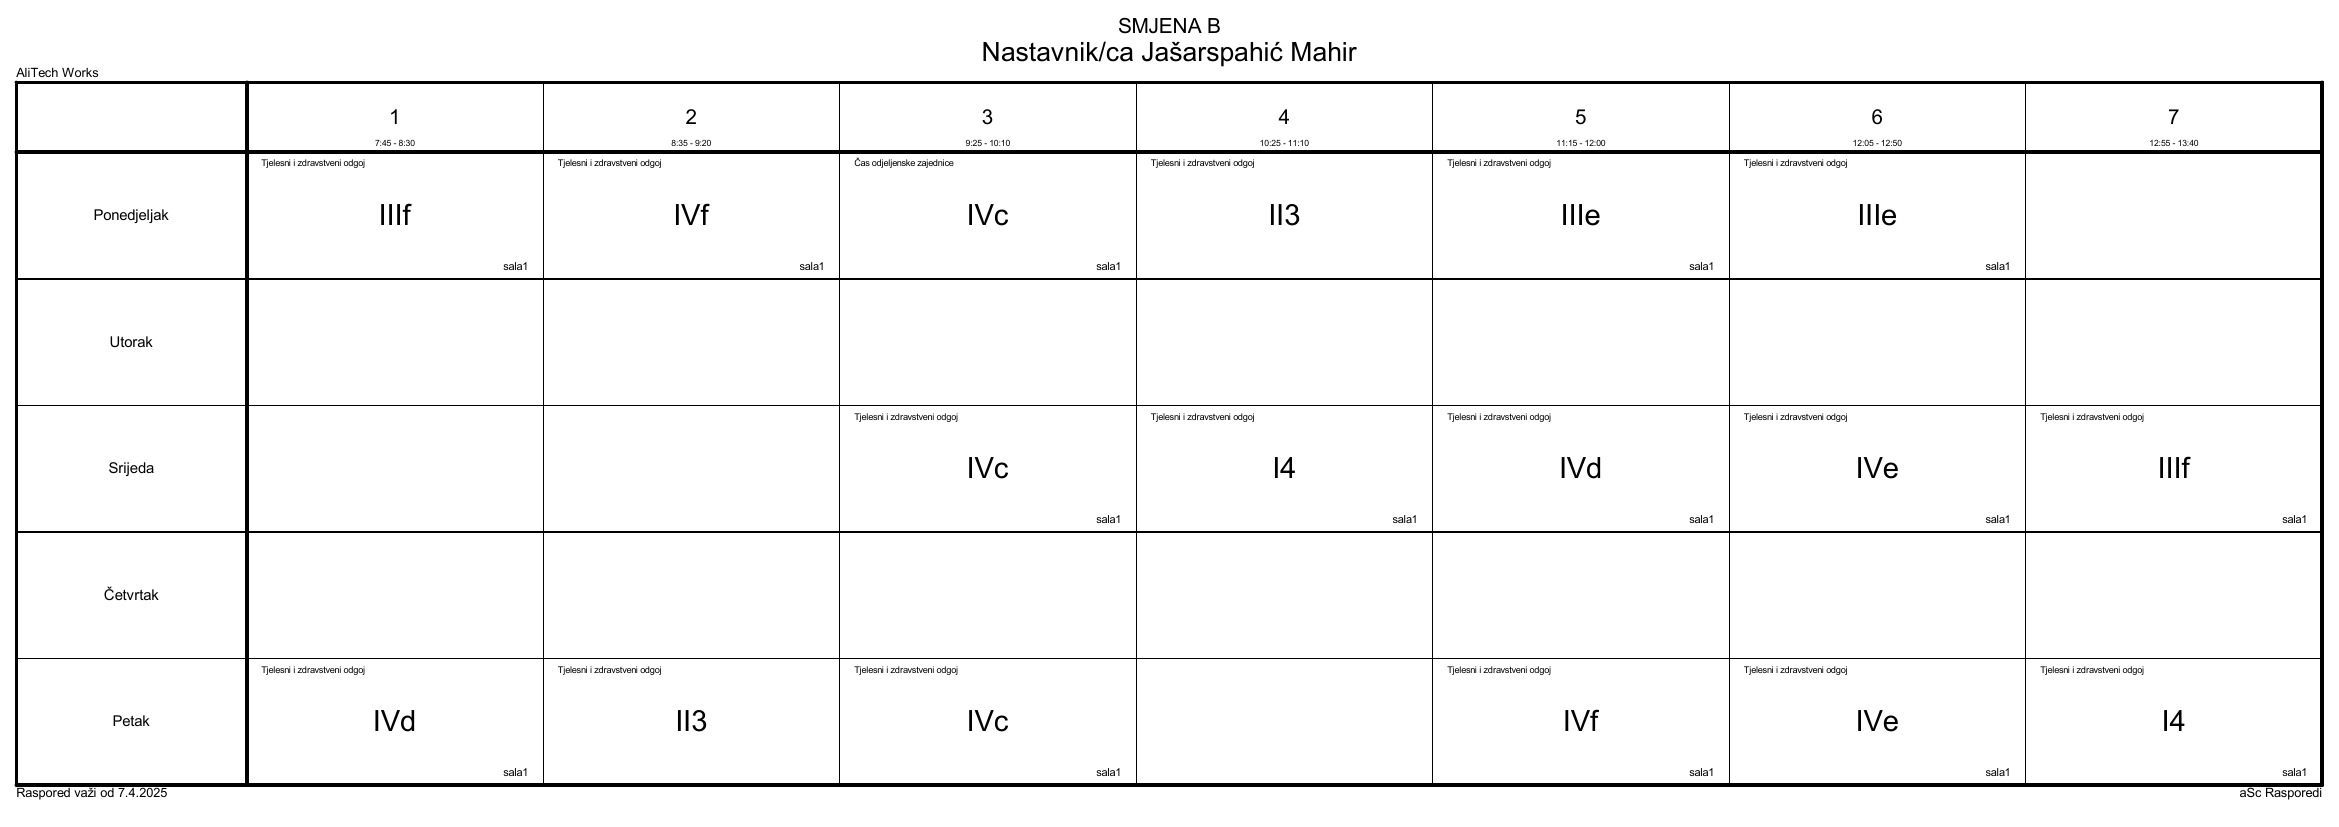 SMJENA B
Nastavnik/ca Jašarspahić Mahir
AliTech Works
1 2 3 4 5 6 7
7:45 - 8:30 8:35 - 9:20 9:25 - 10:10 10:25 - 11:10 11:15 - 12:00 12:05 - 12:50 12:55 - 13:40
Tjelesni i zdravstveni odgoj Tjelesni i zdravstveni odgoj Čas odjeljenske zajednice Tjelesni i zdravstveni odgoj Tjelesni i zdravstveni odgoj Tjelesni i zdravstveni odgoj
Ponedjeljak IIIf IVf IVc II3 IIIe IIIe
sala1 sala1 sala1 sala1 sala1
Utorak
Tjelesni i zdravstveni odgoj Tjelesni i zdravstveni odgoj Tjelesni i zdravstveni odgoj Tjelesni i zdravstveni odgoj Tjelesni i zdravstveni odgoj
Srijeda IVc I4 IVd IVe IIIf
sala1 sala1 sala1 sala1 sala1
Četvrtak
Tjelesni i zdravstveni odgoj Tjelesni i zdravstveni odgoj Tjelesni i zdravstveni odgoj Tjelesni i zdravstveni odgoj Tjelesni i zdravstveni odgoj Tjelesni i zdravstveni odgoj
Petak IVd II3 IVc IVf IVe I4
sala1 sala1 sala1 sala1 sala1
Raspored važi od 7.4.2025 aSc Rasporedi